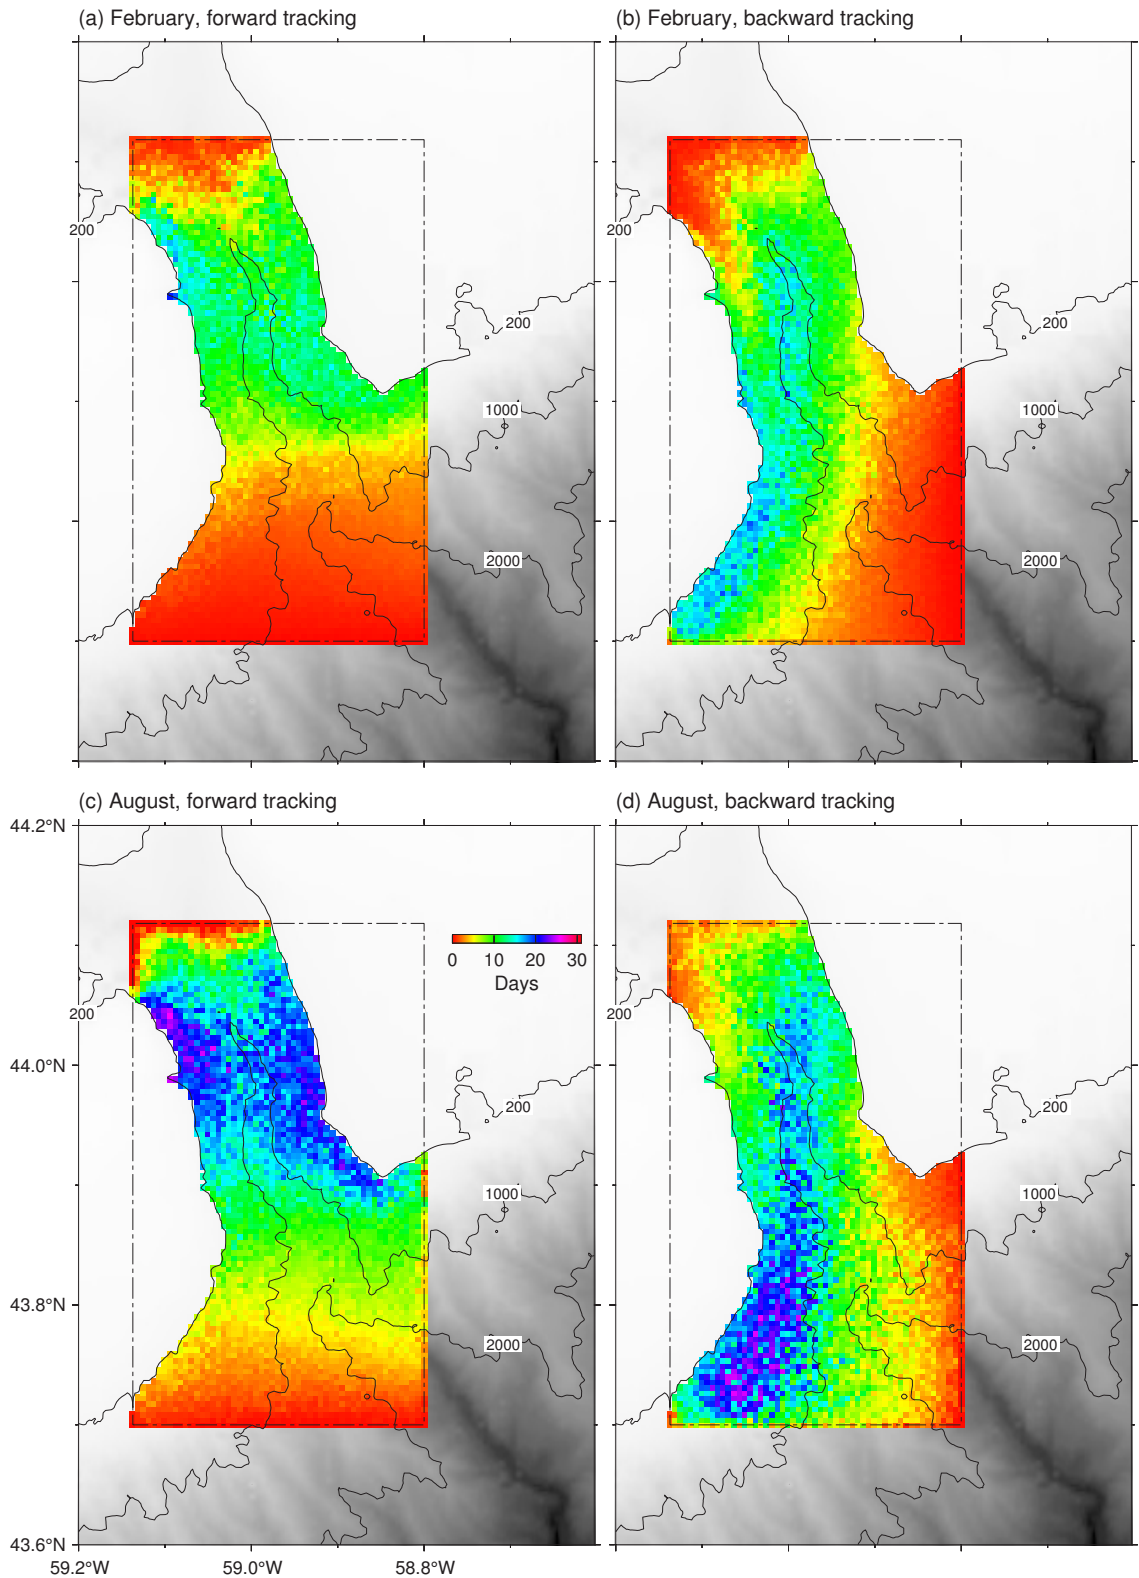 (a) February, forward tracking
(b) February, backward tracking
200
200
1000
2000
200
200
1000
2000
(c) August, forward tracking
(d) August, backward tracking
44.2°N
44.0°N
43.8°N
43.6°N
59.2°W
59.0°W
58.8°W
0
10
20
30
Days
200
200
1000
2000
200
200
1000
2000